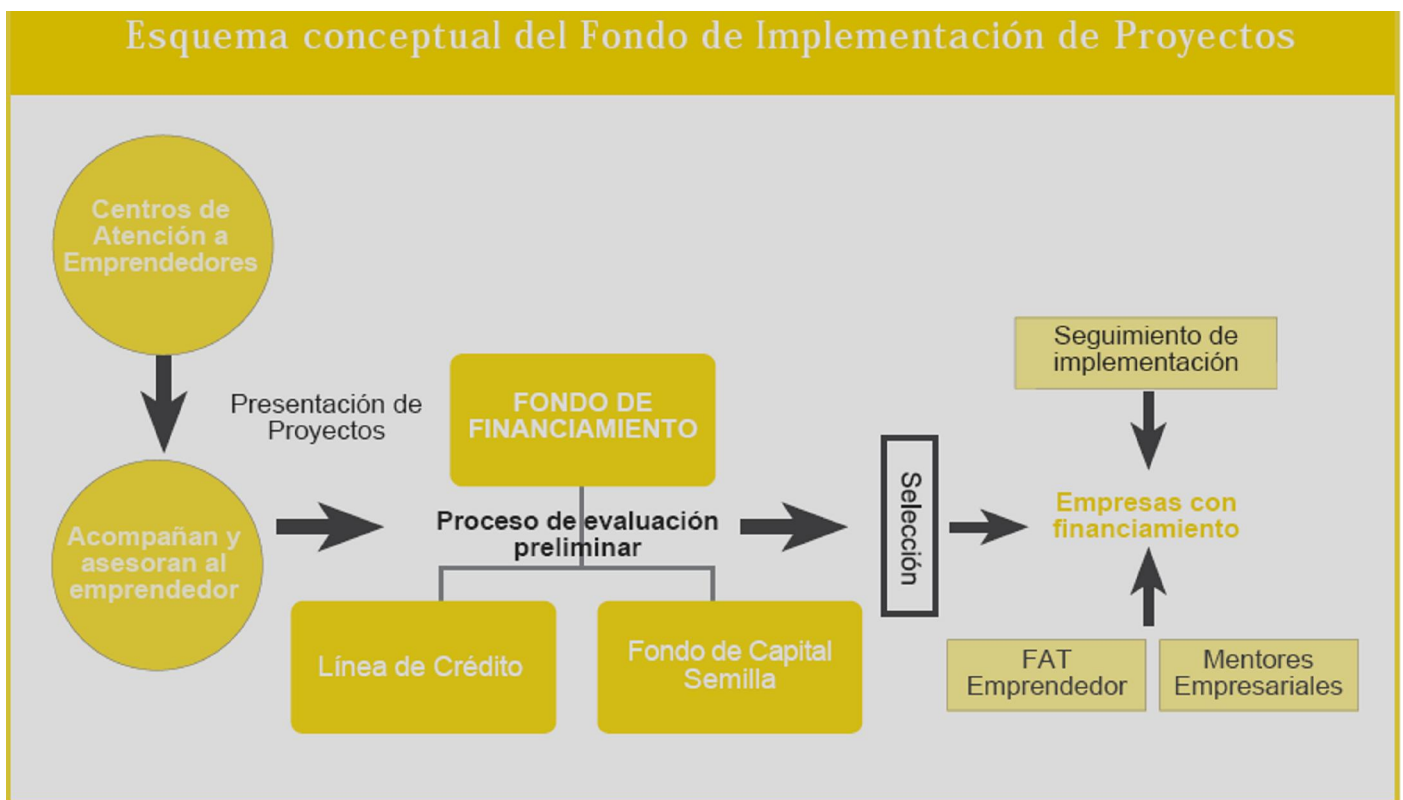 Esquema conceptual del Fondo de Implementación de Proyectos
Centros de
Atención a
Emprendedores
Acompañan y
asesoran al
emprendedor
Presentación de
Proyectos
FONDO DE
FINANCIAMIENTO
Proceso de evaluación
preliminar
Línea de Crédito
Fondo de Capital
Semilla
Selección
Seguimiento de
implementación
Empresas con
financiamiento
FAT
Emprendedor
Mentores
Empresariales